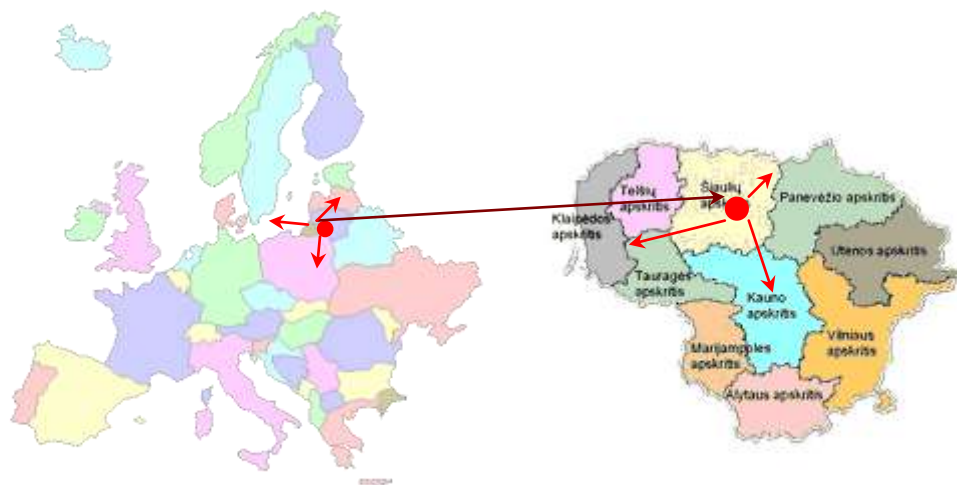 Telšių
apskritis
Šiaulių
apskritis
Panevėžio apskritis
Klaipėdos
apskritis
Utenos apskritis
Tauragės
apskritis
Kauno
apskritis
Marijampolės
apskritis
Vilniaus
apskritis
Alytaus apskritis